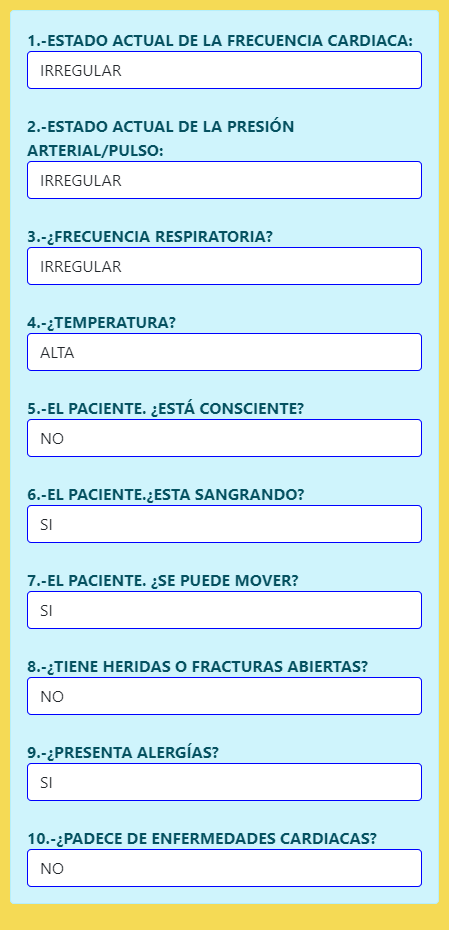 1.-ESTADO ACTUAL DE LA FRECUENCIA CARDIACA:
IRREGULAR
2.-ESTADO ACTUAL DE LA PRESIÓN
ARTERIAL/PULSO:
IRREGULAR
3.-¿FRECUENCIA RESPIRATORIA?
IRREGULAR
4.-¿TEMPERATURA?
ALTA
5.-EL PACIENTE. ¿ESTÁ CONSCIENTE?
NO
6.-EL PACIENTE.¿ESTA SANGRANDO?
SI
7.-EL PACIENTE. ¿SE PUEDE MOVER?
SI
8.-¿TIENE HERIDAS O FRACTURAS ABIERTAS?
NO
9.-¿PRESENTA ALERGÍAS?
SI
10.-¿PADECE DE ENFERMEDADES CARDIACAS?
NO